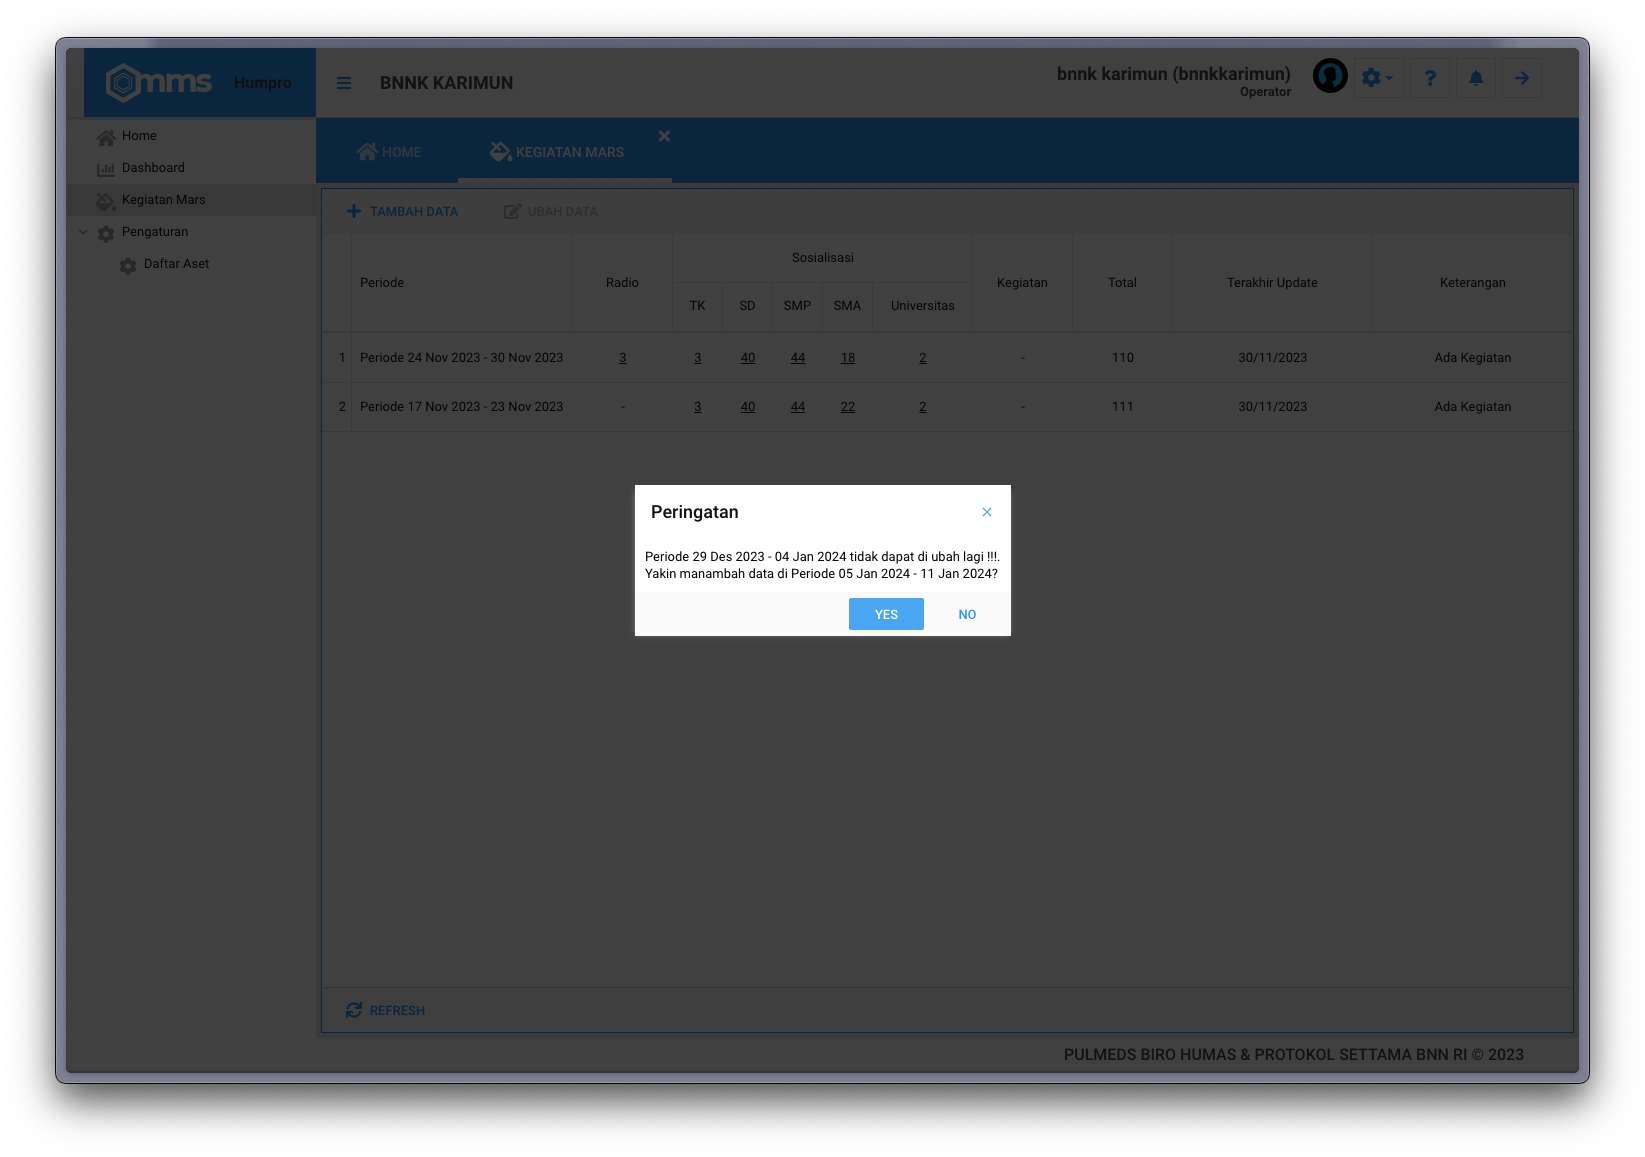 mms Humpro
BNNK KARIMUN
bnnk karimun (bnnkkarimun)
Operator
?
Home
Dashboard
Kegiatan Mars
Pengaturan
Daftar Aset
HOME
KEGIATAN MARS
TAMBAH DATA
UBAH DATA
Periode Radio Sosialisasi Kegiatan Total Terakhir Update Keterangan
TK SD SMP SMA Universitas
1 Periode 24 Nov 2023 - 30 Nov 2023 3 3 40 44 18 2 - 110 30/11/2023 Ada Kegiatan
2 Periode 17 Nov 2023 - 23 Nov 2023 - 3 40 44 22 2 - 111 30/11/2023 Ada Kegiatan
Peringatan
Periode 29 Des 2023 - 04 Jan 2024 tidak dapat di ubah lagi !!!.
Yakin manambah data di Periode 05 Jan 2024 - 11 Jan 2024?
YES NO
REFRESH
PULMEDS BIRO HUMAS & PROTOKOL SETTAMA BNN RI © 2023